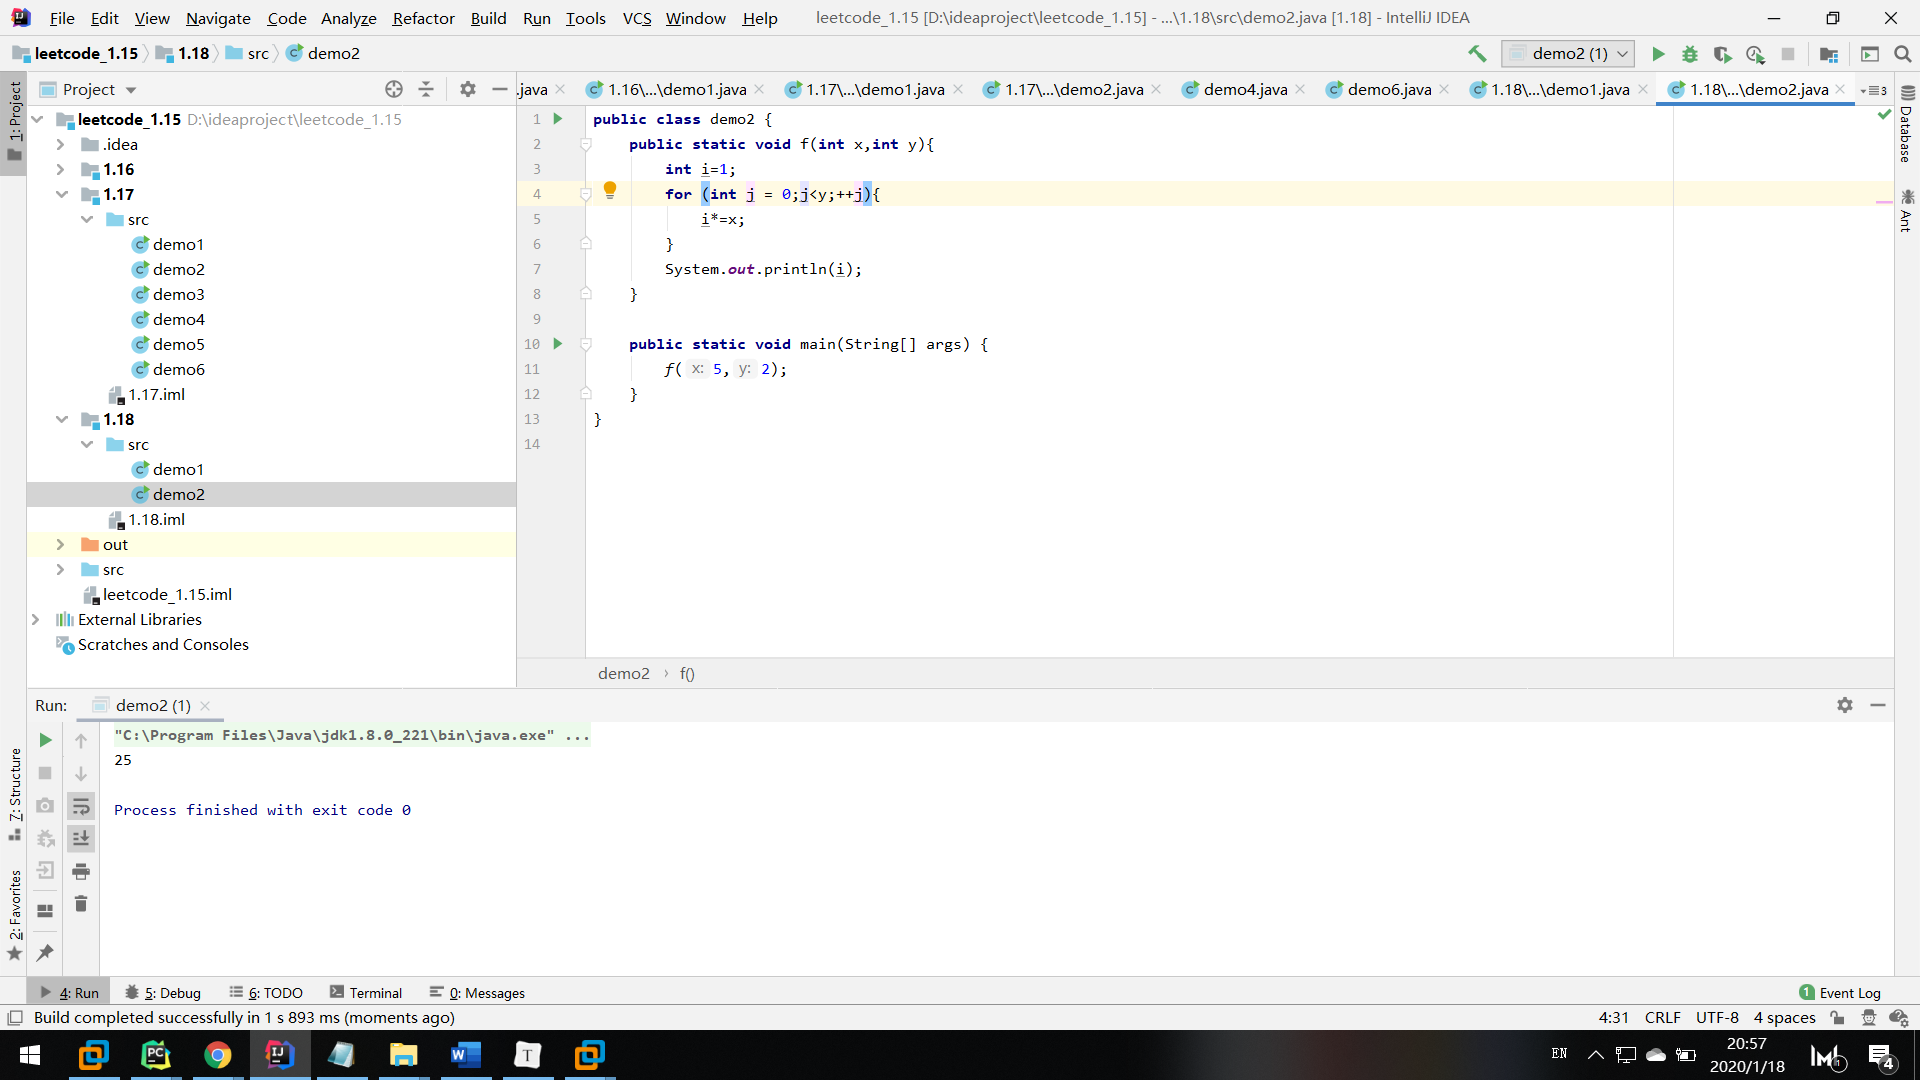 File Edit View Navigate Code Analyze Refactor Build Run Tools VCS Window Help leetcode_1.15 [D:\ideaproject\leetcode_1.15] - ...\1.18\src\demo2.java [1.18] - IntelliJ IDEA
leetcode_1.15 1.18 src demo2 demo2 (1)
Project .java 1.16\...\demo1.java 1.17\...\demo1.java 1.17\...\demo2.java demo4.java demo6.java 1.18\...\demo1.java 1.18\...\demo2.java 3
1: Project
leetcode_1.15 D:\ideaproject\leetcode_1.15
.idea
1.16
1.17
src
demo1
demo2
demo3
demo4
demo5
demo6
1.17.iml
1.18
src
demo1
demo2
1.18.iml
out
src
leetcode_1.15.iml
External Libraries
Scratches and Consoles
1 public class demo2 {
2 public static void f(int x,int y){
3 int i=1;
4 for (int j = 0;j<y;++j){
5 i*=x;
6 }
7 System.out.println(i);
8 }
9
10 public static void main(String[] args) {
11 f( x: 5, y: 2);
12 }
13 }
14
demo2 › f()
Database
Ant
Run: demo2 (1)
"C:\Program Files\Java\jdk1.8.0_221\bin\java.exe" ...
25
Process finished with exit code 0
7: Structure
2: Favorites
4: Run 5: Debug 6: TODO Terminal 0: Messages 1 Event Log
Build completed successfully in 1 s 893 ms (moments ago) 4:31 CRLF UTF-8 4 spaces
EN 20:57
2020/1/18
4